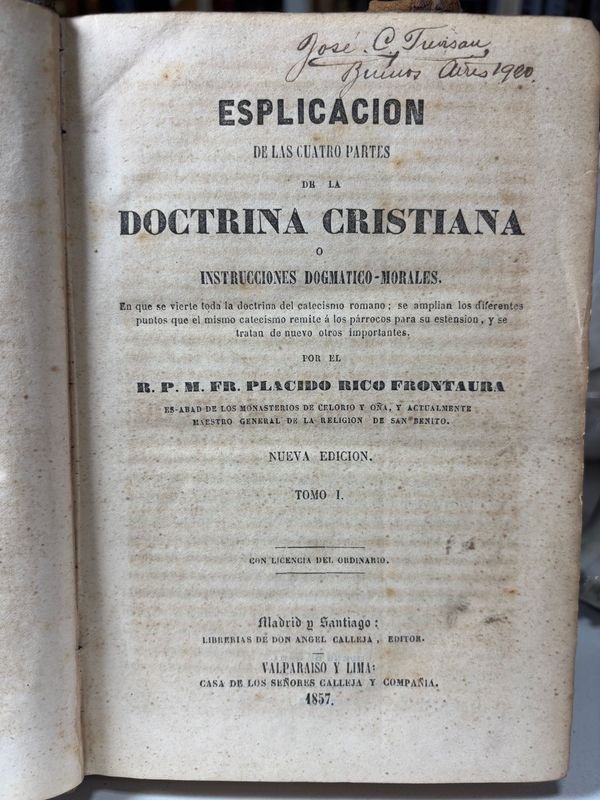 José C. Trevisan
Buenos Aires 1920.
ESPLICACION
DE LAS CUATRO PARTES
DE LA
DOCTRINA CRISTIANA
O
INSTRUCCIONES DOGMATICO-MORALES.
En que se vierte toda la doctrina del catecismo romano; se amplian los diferentes
puntos que el mismo catecismo remite á los párrocos para su estension, y se
tratan de nuevo otros importantes.
POR EL
R. P. M. FR. PLACIDO RICO FRONTAURA
ES-ABAD DE LOS MONASTERIOS DE CELORIO Y OÑA, Y ACTUALMENTE
MAESTRO GENERAL DE LA RELIGION DE SAN BENITO.
NUEVA EDICION.
TOMO I.
CON LICENCIA DEL ORDINARIO.
Madrid y Santiago:
LIBRERIAS DE DON ANGEL CALLEJA, EDITOR.
VALPARAISO Y LIMA:
CASA DE LOS SEÑORES CALLEJA Y COMPAÑIA.
1857.